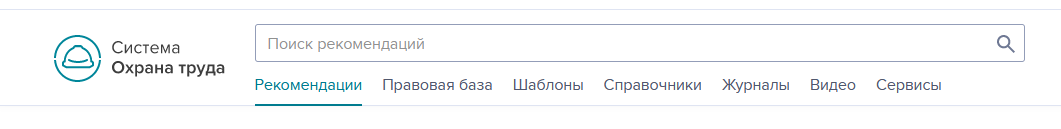 Система
Охрана труда
Поиск рекомендаций
Рекомендации Правовая база Шаблоны Справочники Журналы Видео Сервисы